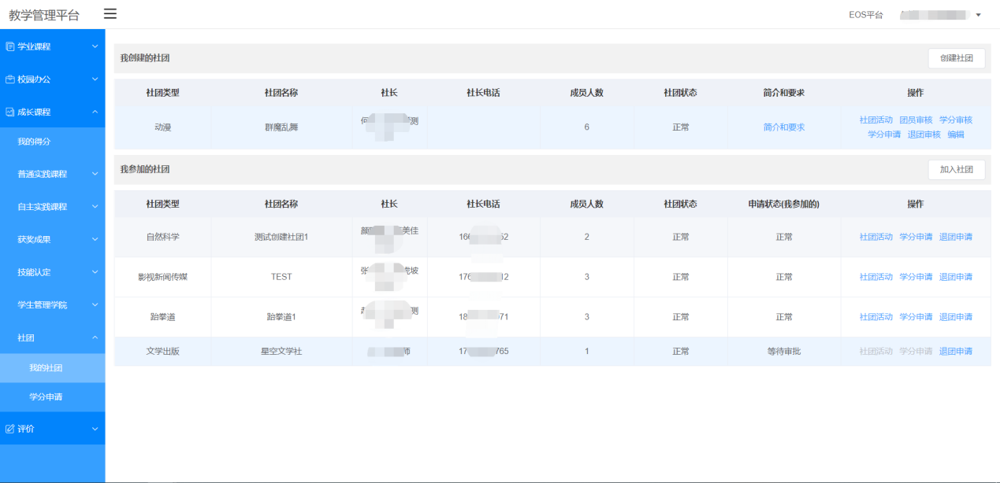 教学管理平台
EOS平台
学业课程
校园办公
成长课程
我的得分
普通实践课程
自主实践课程
获奖成果
技能认定
学生管理学院
社团
我的社团
学分申请
评价
我创建的社团 创建社团
社团类型 社团名称 社长 社长电话 成员人数 社团状态 简介和要求 操作
动漫 群魔乱舞 测 6 正常 简介和要求 社团活动 团员审核 学分审核
学分申请 退团审核 编辑
我参加的社团 加入社团
社团类型 社团名称 社长 社长电话 成员人数 社团状态 申请状态(我参加的) 操作
自然科学 测试创建社团1 颜 美佳 166 52 2 正常 正常 社团活动 学分申请 退团申请
影视新闻传媒 TEST 张 虎坡 176 12 3 正常 正常 社团活动 学分申请 退团申请
跆拳道 跆拳道1 测 18 71 3 正常 正常 社团活动 学分申请 退团申请
文学出版 星空文学社 师 17 765 1 正常 等待审批 社团活动 学分申请 退团申请